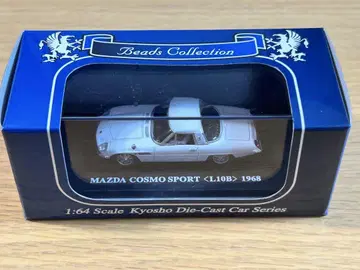 Beads Collection
MAZDA COSMO SPORT <L10B> 1968
1:64 Scale Kyosho Die-Cast Car Series